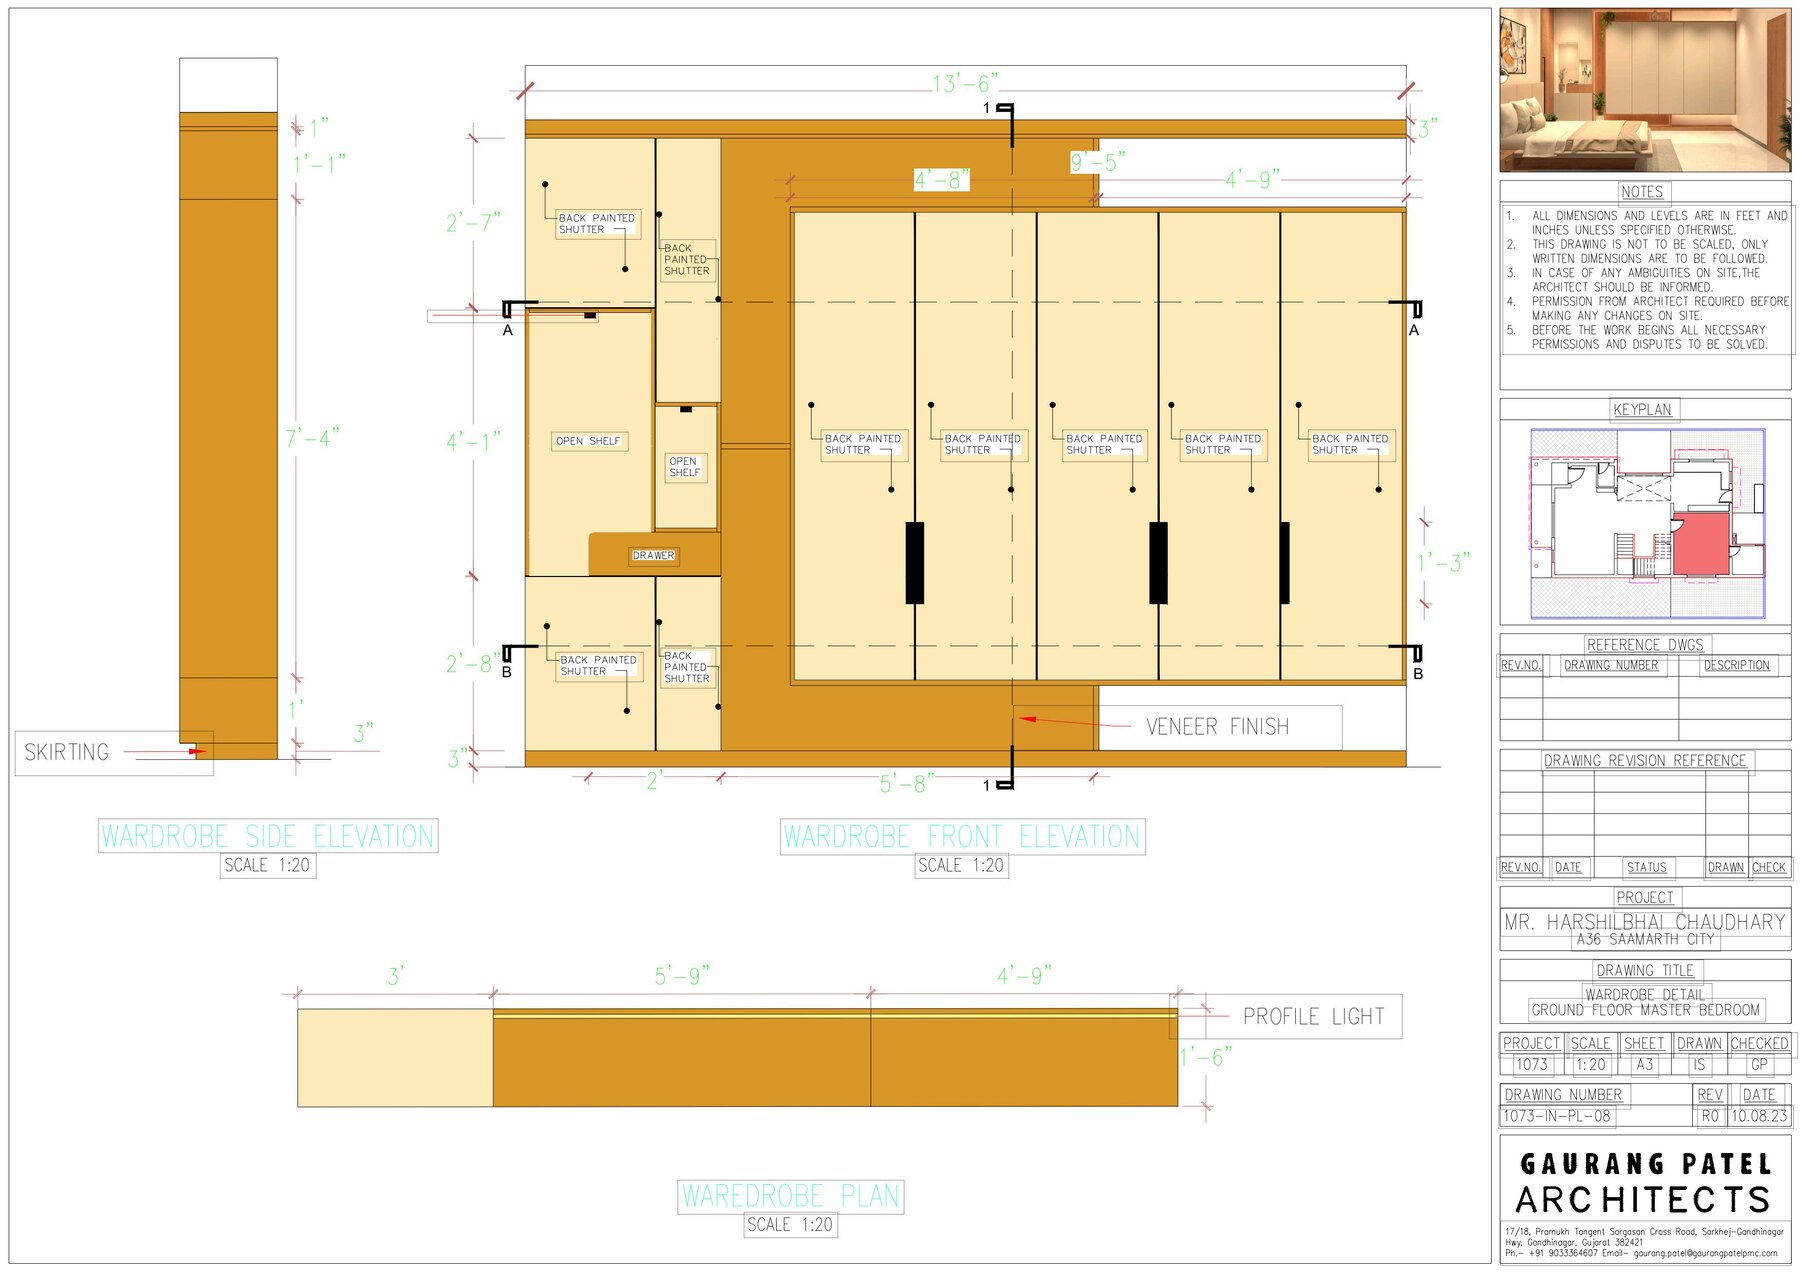 1"
1'-1"
7'-4"
1'
3"
SKIRTING
WARDROBE SIDE ELEVATION
SCALE 1:20
13'-6"
1
3"
9'-5"
4'-8"
4'-9"
2'-7"
BACK PAINTED
SHUTTER
BACK
PAINTED
SHUTTER
A
A
4'-1"
OPEN SHELF
OPEN
SHELF
BACK PAINTED
SHUTTER
BACK PAINTED
SHUTTER
BACK PAINTED
SHUTTER
BACK PAINTED
SHUTTER
BACK PAINTED
SHUTTER
DRAWER
1'-3"
2'-8"
B
B
BACK PAINTED
SHUTTER
BACK
PAINTED
SHUTTER
VENEER FINISH
3"
2'
5'-8"
1
WARDROBE FRONT ELEVATION
SCALE 1:20
3'
5'-9"
4'-9"
PROFILE LIGHT
1'-6"
WAREDROBE PLAN
SCALE 1:20
NOTES
1. ALL DIMENSIONS AND LEVELS ARE IN FEET AND
INCHES UNLESS SPECIFIED OTHERWISE.
2. THIS DRAWING IS NOT TO BE SCALED, ONLY
WRITTEN DIMENSIONS ARE TO BE FOLLOWED.
3. IN CASE OF ANY AMBIGUITIES ON SITE,THE
ARCHITECT SHOULD BE INFORMED.
4. PERMISSION FROM ARCHITECT REQUIRED BEFORE
MAKING ANY CHANGES ON SITE.
5. BEFORE THE WORK BEGINS ALL NECESSARY
PERMISSIONS AND DISPUTES TO BE SOLVED.
KEYPLAN
REFERENCE DWGS
REV.NO. DRAWING NUMBER DESCRIPTION
DRAWING REVISION REFERENCE
REV.NO. DATE STATUS DRAWN CHECK
PROJECT
MR. HARSHILBHAI CHAUDHARY
A36 SAAMARTH CITY
DRAWING TITLE
WARDROBE DETAIL
GROUND FLOOR MASTER BEDROOM
PROJECT SCALE SHEET DRAWN CHECKED
1073 1:20 A3 IS GP
DRAWING NUMBER REV DATE
1073-IN-PL-08 R0 10.08.23
GAURANG PATEL
ARCHITECTS
17/18, Pramukh Tangent Sargasan Cross Road, Sarkhej-Gandhinagar
Hwy, Gandhinagar, Gujarat 382421
Ph.- +91 9033364607 Email- gaurang.patel@gaurangpatelpmc.com